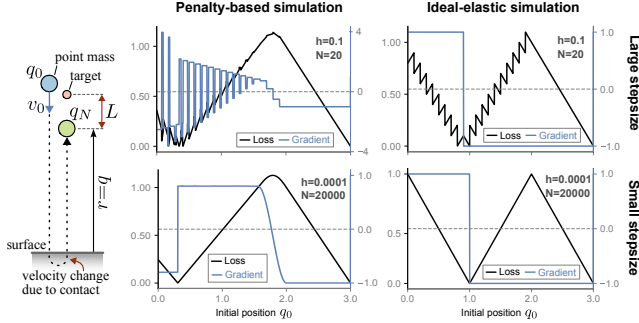 Penalty-based simulation
Ideal-elastic simulation
point mass
target
q0
v0
qN
L
r=q
surface
velocity change
due to contact
1.00
0.50
0.00
4
0
−4
h=0.1
N=20
Loss
Gradient
1.00
0.50
0.00
1.0
0.0
−1.0
h=0.1
N=20
Loss
Gradient
Large stepsize
1.00
0.50
0.00
1.0
0.0
−1.0
h=0.0001
N=20000
Loss
Gradient
0.0
1.0
2.0
3.0
Initial position q0
1.00
0.50
0.00
1.0
0.0
−1.0
h=0.0001
N=20000
Loss
Gradient
0.0
1.0
2.0
3.0
Initial position q0
Small stepsize